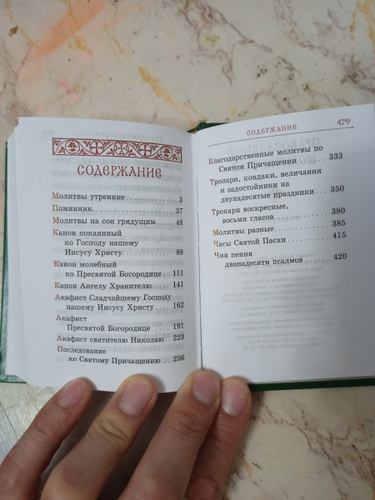 СОДЕРЖАНИЕ
Молитвы утренние ..... 3
Помянник ..... 37
Молитвы на сон грядущим .. 48
Канон покаянный
ко Господу нашему
Иисусу Христу ..... 89
Канон молебный
ко Пресвятой Богородице .. 111
Канон Ангелу Хранителю .. 141
Акафист Сладчайшему Господу
нашему Иисусу Христу .. 162
Акафист
Пресвятой Богородице ... 191
Акафист святителю Николаю .. 223
Последование
ко Святому Причащению .. 256
СОДЕРЖАНИЕ 479
Благодарственные молитвы по
Святом Причащении .. 333
Тропари, кондаки, величания
и задостойники на
двунадесятые праздники .. 350
Тропари воскресные,
восьми гласов ..... 380
Молитвы разные ..... 385
Часы Святой Пасхи ..... 415
Чин пения
дванадесяти псалмов ..... 420